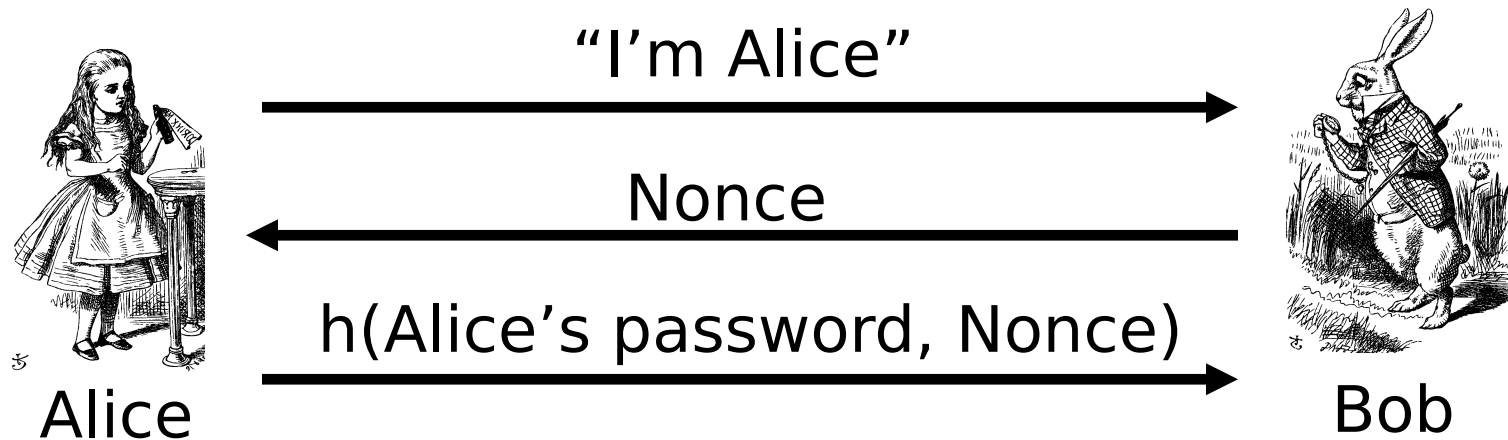 “I’m Alice”
Nonce
h(Alice’s password, Nonce)
Alice
Bob